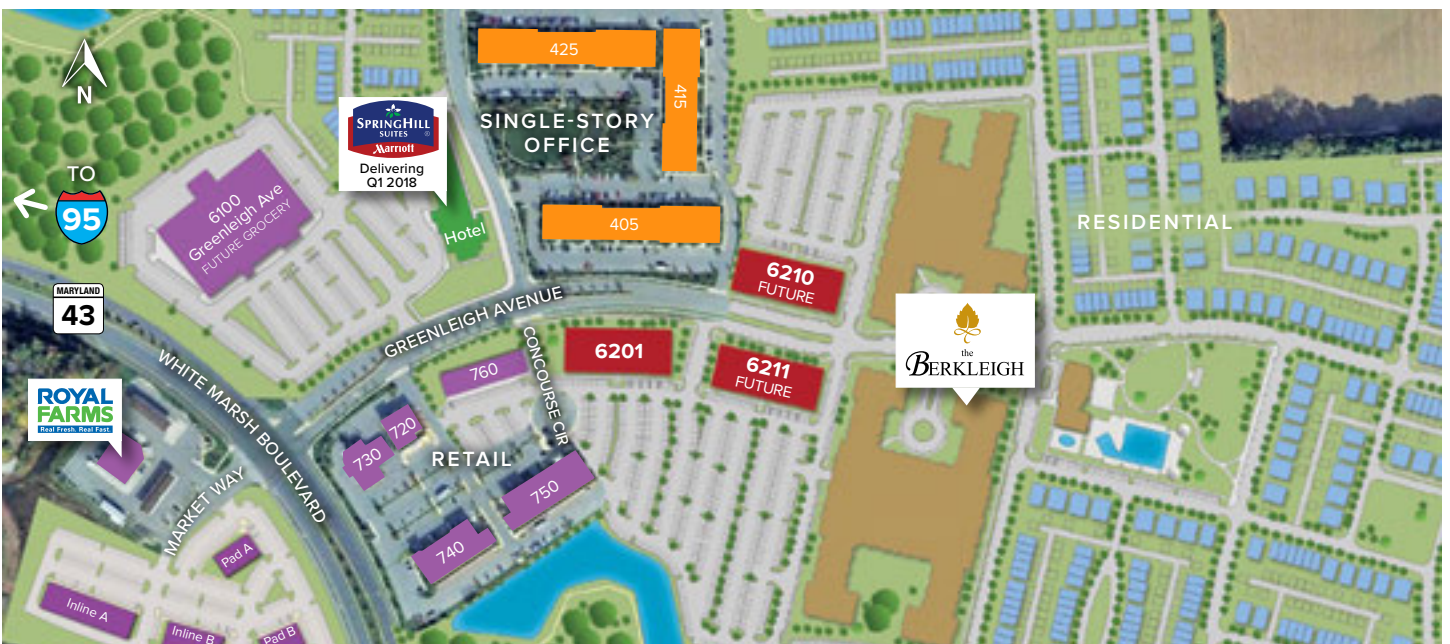 N
425
415
SPRINGHILL
SUITES
®
Marriott
Delivering
Q1 2018
SINGLE-STORY
OFFICE
TO
95
6100
Greenleigh Ave
FUTURE GROCERY
Hotel
405
RESIDENTIAL
6210
FUTURE
MARYLAND
43
GREENLEIGH AVENUE
CONCOURSE CIR
6201
6211
FUTURE
the
BERKLEIGH
WHITE MARSH BOULEVARD
760
ROYAL
FARMS
Real Fresh. Real Fast.
720
730
RETAIL
750
740
MARKET WAY
Pad A
Inline A
Inline B
Pad B